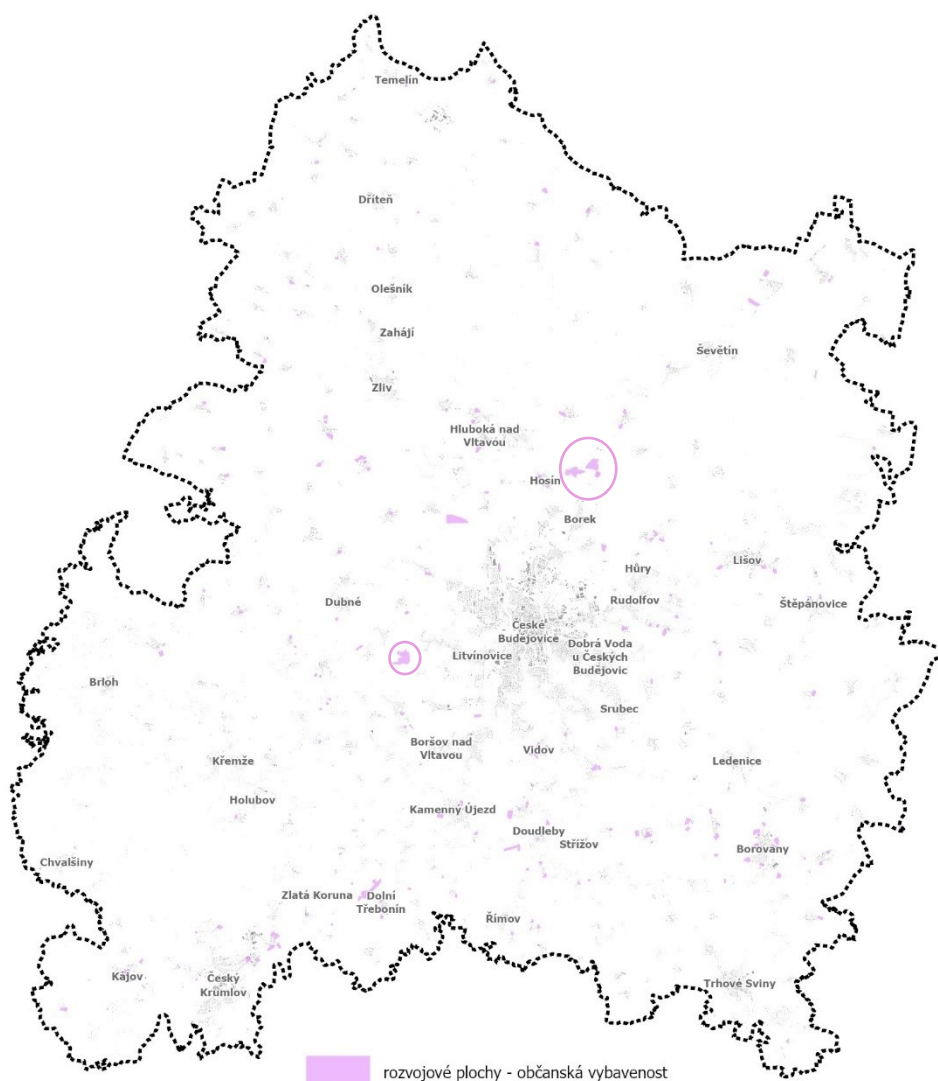 Temelín
Dříteň
Olešník
Zahájí
Ševětín
Zliv
Hluboká nad
Vltavou
Hosín
Borek
Lišov
Hůry
Rudolfov
Dubné
Štěpánovice
České
Budějovice
Dobrá Voda
u Českých
Budějovic
Litvínovice
Brloh
Srubec
Boršov nad
Vltavou
Vidov
Křemže
Ledenice
Holubov
Kamenný Újezd
Doudleby
Střížov
Borovany
Chvalšiny
Zlatá Koruna
Dolní
Třebonín
Římov
Kájov
Český
Krumlov
Trhové Sviny
rozvojové plochy - občanská vybavenost